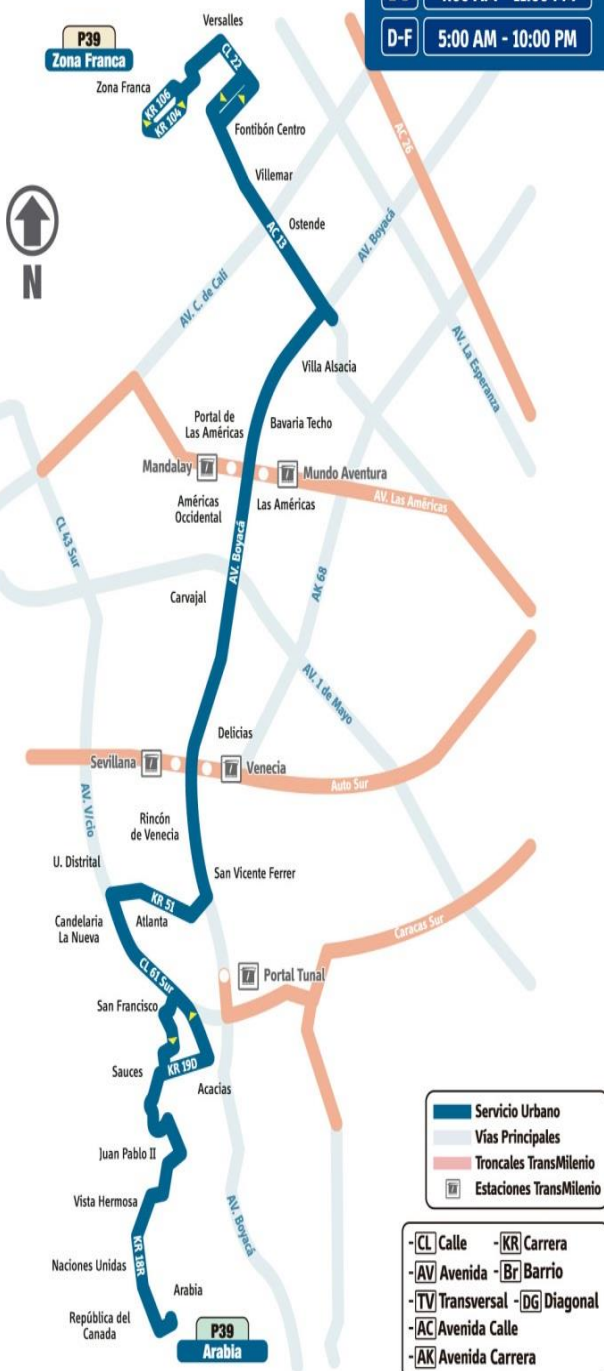 D-F 5:00 AM - 10:00 PM
Versalles
P39
Zona Franca
CL 22
Zona Franca
KR 106
KR 104
Fontibón Centro
AC 26
Villemar
Ostende
AC 13
AV. Boyacá
AV. C. de Cali
AV. La Esperanza
N
Villa Alsacia
Portal de
Las Américas
Bavaria Techo
Mandalay
Mundo Aventura
Américas
Occidental
Las Américas
AV. Las Américas
CL 43 Sur
AV. Boyacá
AK 68
Carvajal
AV. 1 de Mayo
Delicias
Sevillana
Venecia
Auto Sur
AV. V/cio
Rincón
de Venecia
U. Distrital
San Vicente Ferrer
KR 51
Candelaria
La Nueva
Atlanta
Caracas Sur
CL 61 Sur
Portal Tunal
San Francisco
KR 19D
Sauces
Acacias
Servicio Urbano
Vías Principales
Troncales TransMilenio
Estaciones TransMilenio
Juan Pablo II
Vista Hermosa
AV. Boyacá
KR 18R
Naciones Unidas
Arabia
República del
Canada
P39
Arabia
-CL Calle -KR Carrera
-AV Avenida -Br Barrio
-TV Transversal -DG Diagonal
-AC Avenida Calle
-AK Avenida Carrera